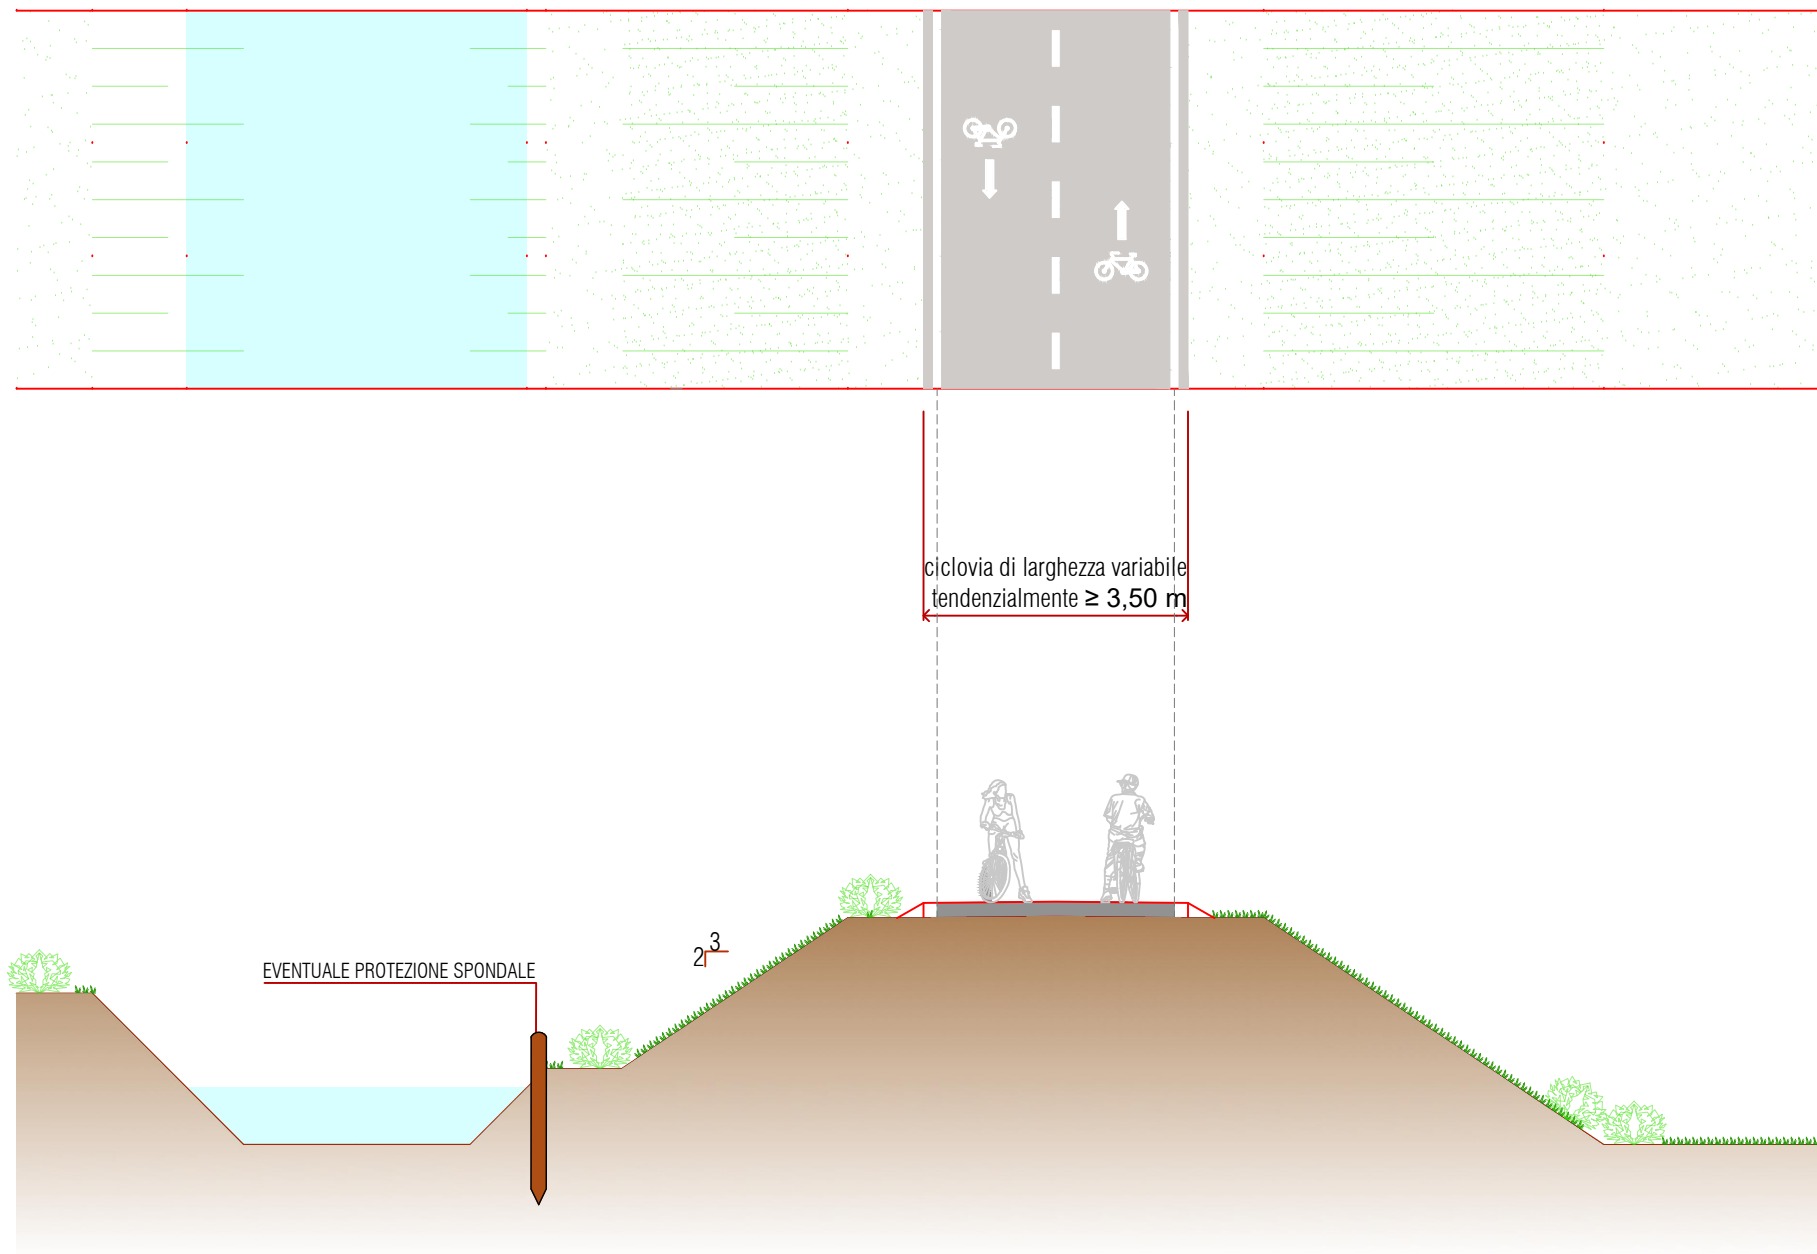 ciclovia di larghezza variabile
tendenzialmente ≥ 3,50 m
3
2
EVENTUALE PROTEZIONE SPONDALE